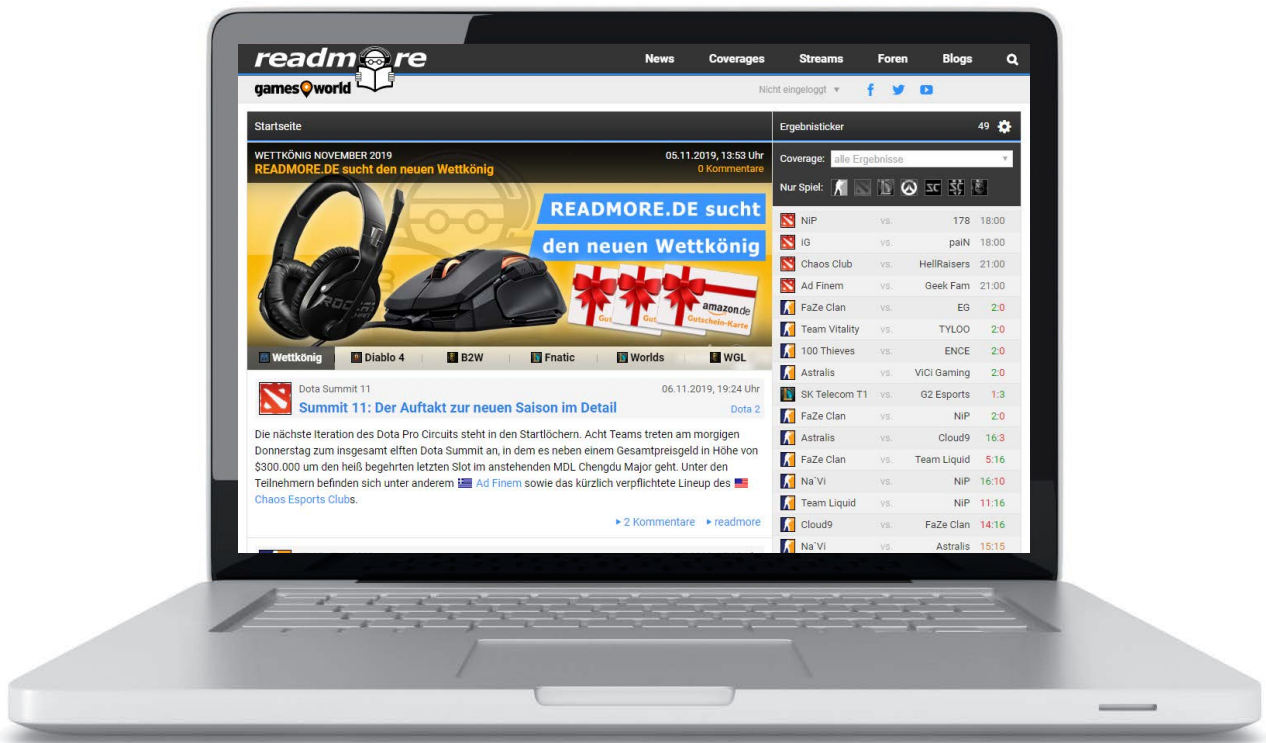 readmore
News Coverages Streams Foren Blogs
gamesworld
Nicht eingeloggt
Startseite
WETTKÖNIG NOVEMBER 2019
05.11.2019, 13:53 Uhr
READMORE.DE sucht den neuen Wettkönig
0 Kommentare
READMORE.DE sucht
den neuen Wettkönig
ROC
amazon.de
Gut
Gut
Gutschein-Karte
Wettkönig Diablo 4 B2W Fnatic Worlds WGL
Dota Summit 11
06.11.2019, 19:24 Uhr
Summit 11: Der Auftakt zur neuen Saison im Detail
Dota 2
Die nächste Iteration des Dota Pro Circuits steht in den Startlöchern. Acht Teams treten am morgigen
Donnerstag zum insgesamt elften Dota Summit an, in dem es neben einem Gesamtpreisgeld in Höhe von
$300.000 um den heiß begehrten letzten Slot im anstehenden MDL Chengdu Major geht. Unter den
Teilnehmern befinden sich unter anderem Ad Finem sowie das kürzlich verpflichtete Lineup des
Chaos Esports Clubs.
2 Kommentare readmore
Ergebnisticker 49
Coverage: alle Ergebnisse
Nur Spiel:
NiP vs. 178 18:00
iG vs. paiN 18:00
Chaos Club vs. HellRaisers 21:00
Ad Finem vs. Geek Fam 21:00
FaZe Clan vs. EG 2:0
Team Vitality vs. TYLOO 2:0
100 Thieves vs. ENCE 2:0
Astralis vs. ViCi Gaming 2:0
SK Telecom T1 vs. G2 Esports 1:3
FaZe Clan vs. NiP 2:0
Astralis vs. Cloud9 16:3
FaZe Clan vs. Team Liquid 5:16
Na`Vi vs. NiP 16:10
Team Liquid vs. NiP 11:16
Cloud9 vs. FaZe Clan 14:16
Na`Vi vs. Astralis 15:15